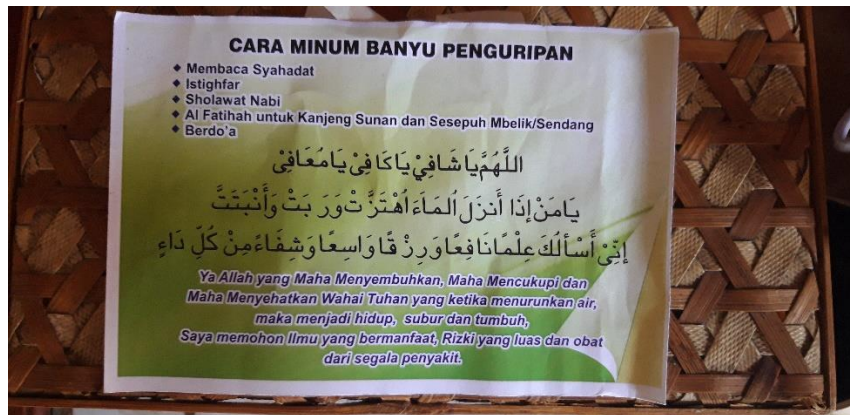 CARA MINUM BANYU PENGURIPAN
◆ Membaca Syahadat
◆ Istighfar
◆ Sholawat Nabi
◆ Al Fatihah untuk Kanjeng Sunan dan Sesepuh Mbelik/Sendang
◆ Berdo'a
اللَّهُمَّ يَا شَافِيْ يَا كَافِيْ يَا مُعَافِيْ
يَا مَنْ إِذَا أَنزَلَ الْمَآءَ اهْتَزَّتْ وَرَبَتْ وَأَنْبَتَتَّ
إِنِّيْ أَسْأَلُكَ عِلْمًا نَافِعًا وَرِزْقًا وَاسِعًا وَشِفَاءً مِنْ كُلِّ دَاءٍ
Ya Allah yang Maha Menyembuhkan, Maha Mencukupi dan
Maha Menyehatkan Wahai Tuhan yang ketika menurunkan air,
maka menjadi hidup, subur dan tumbuh,
Saya memohon Ilmu yang bermanfaat, Rizki yang luas dan obat
dari segala penyakit.